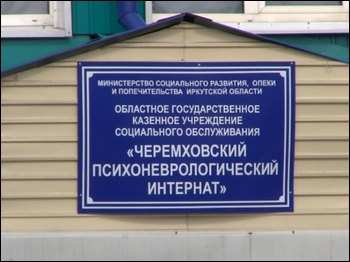 МИНИСТЕРСТВО СОЦИАЛЬНОГО РАЗВИТИЯ, ОПЕКИ
И ПОПЕЧИТЕЛЬСТВА ИРКУТСКОЙ ОБЛАСТИ
ОБЛАСТНОЕ ГОСУДАРСТВЕННОЕ
КАЗЕННОЕ УЧРЕЖДЕНИЕ
СОЦИАЛЬНОГО ОБСЛУЖИВАНИЯ
«ЧЕРЕМХОВСКИЙ
ПСИХОНЕВРОЛОГИЧЕСКИЙ
ИНТЕРНАТ»